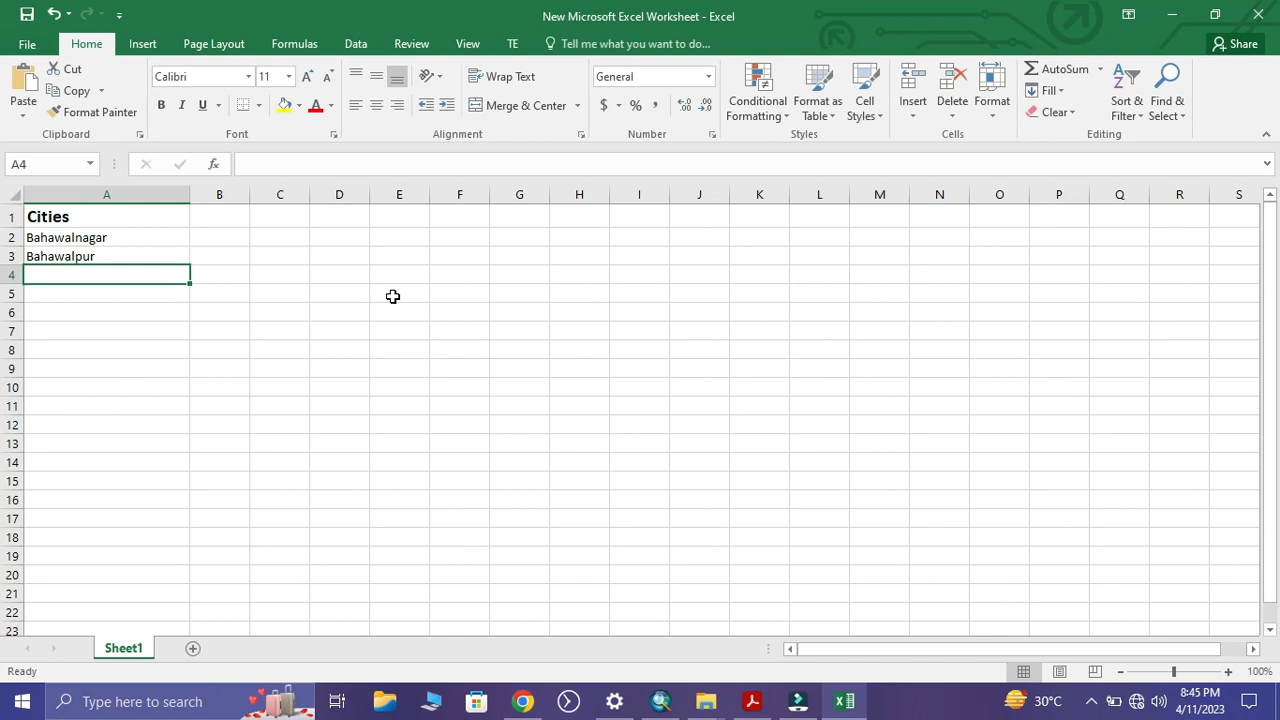 New Microsoft Excel Worksheet - Excel
File Home Insert Page Layout Formulas Data Review View TE Tell me what you want to do... Share
Paste Cut Copy Format Painter
Clipboard
Calibri 11
B I U A
Font
Wrap Text
Merge & Center
Alignment
General
$ % ,
Number
Conditional Formatting Format as Table Cell Styles
Styles
Insert Delete Format
Cells
AutoSum Fill Clear Sort & Filter Find & Select
Editing
A4 fx
A B C D E F G H I J K L M N O P Q R S
1 Cities
2 Bahawalnagar
3 Bahawalpur
4
5
6
7
8
9
10
11
12
13
14
15
16
17
18
19
20
21
22
23
Sheet1
Ready 100%
Type here to search 30°C 8:45 PM
4/11/2023